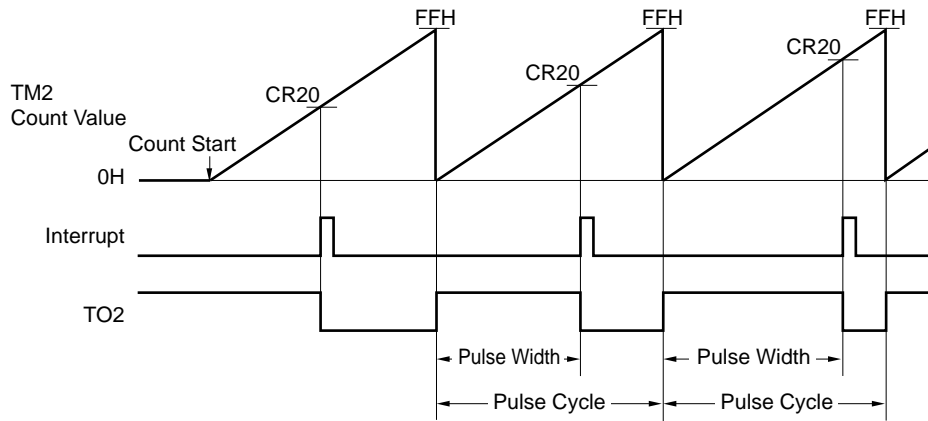 FFH
FFH
FFH
CR20
CR20
CR20
TM2
Count Value
Count Start
0H
Interrupt
TO2
Pulse Width
Pulse Width
Pulse Cycle
Pulse Cycle